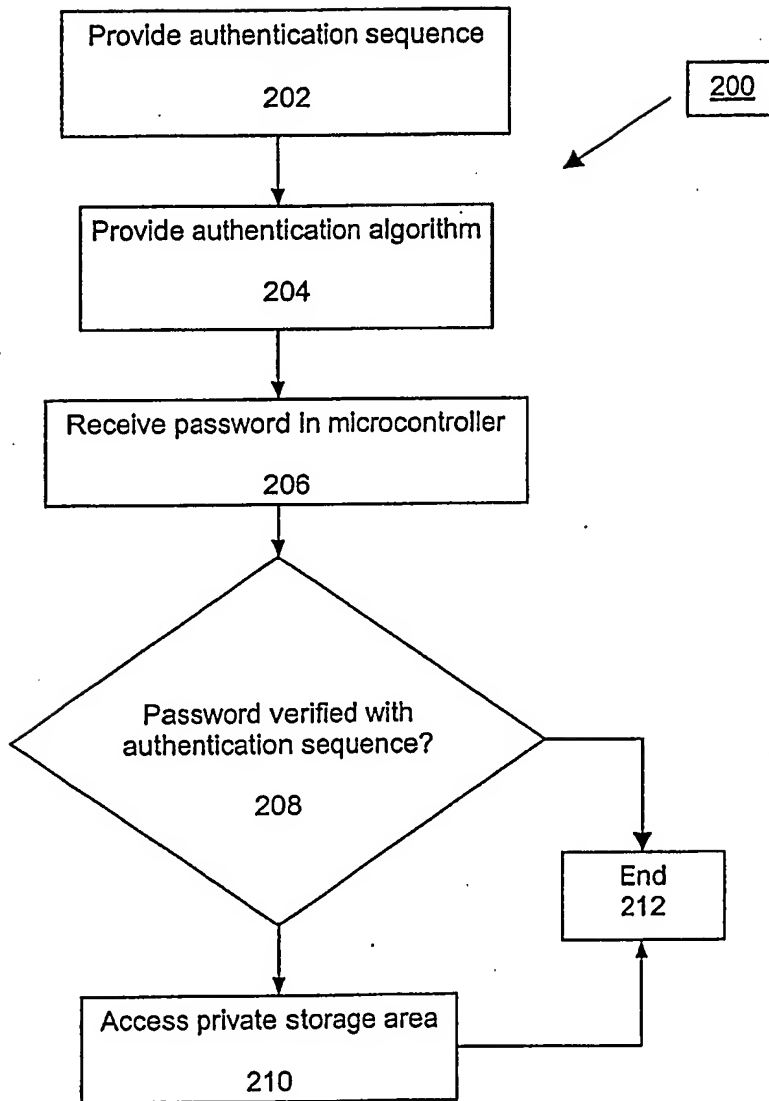 Provide authentication sequence
202
200
Provide authentication algorithm
204
Receive password in microcontroller
206
Password verified with
authentication sequence?
208
End
212
Access private storage area
210